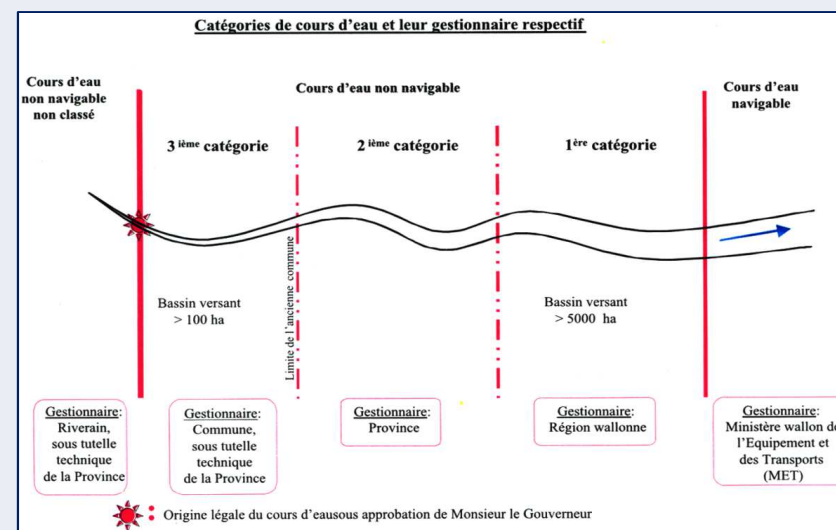 Catégories de cours d'eau et leur gestionnaire respectif
Cours d'eau
non navigable
non classé
Cours d'eau non navigable
Cours d'eau
navigable
3 ième catégorie
2 ième catégorie
1ère catégorie
Limite de l'ancienne commune
Bassin versant
> 100 ha
Bassin versant
> 5000 ha
Gestionnaire:
Riverain,
sous tutelle
technique
de la Province
Gestionnaire:
Commune,
sous tutelle
technique
de la Province
Gestionnaire:
Province
Gestionnaire:
Région wallonne
Gestionnaire:
Ministère wallon de
l'Equipement et
des Transports
(MET)
: Origine légale du cours d'eausous approbation de Monsieur le Gouverneur